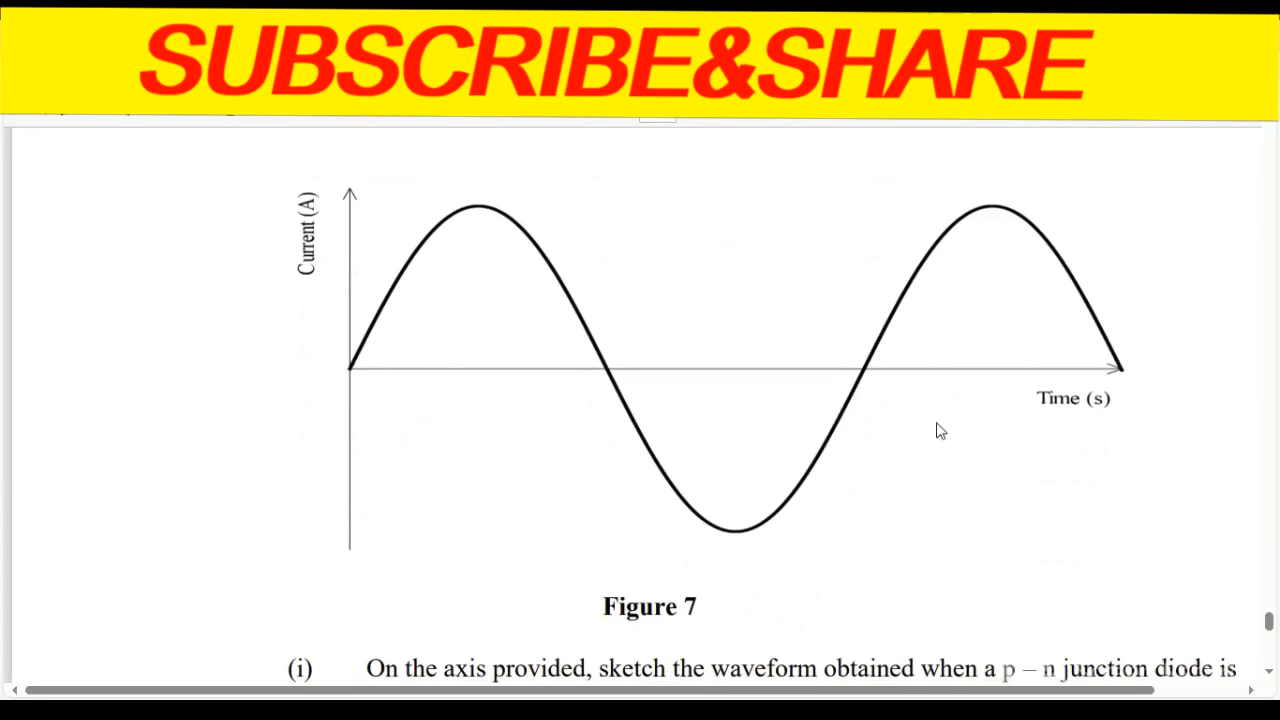 SUBSCRIBE&SHARE
Current (A)
Time (s)
Figure 7
(i) On the axis provided, sketch the waveform obtained when a p – n junction diode is